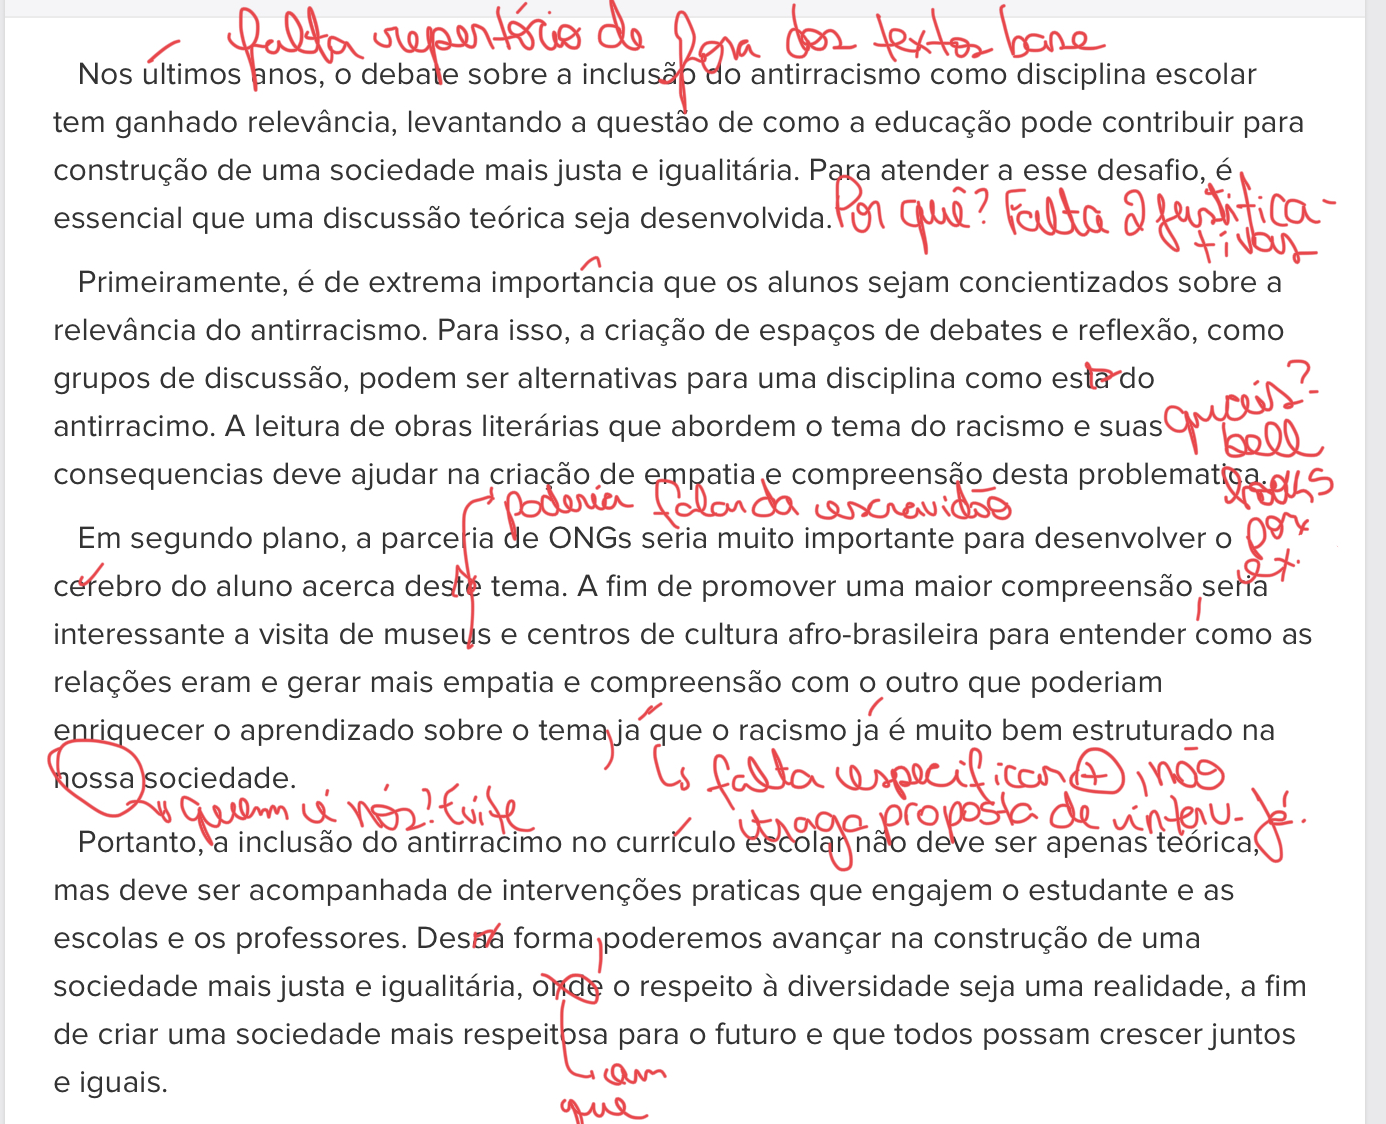 falta repertório de fora dos textos base
Nos últimos anos, o debate sobre a inclusão do antirracismo como disciplina escolar
tem ganhado relevância, levantando a questão de como a educação pode contribuir para
construção de uma sociedade mais justa e igualitária. Para atender a esse desafio, é
essencial que uma discussão teórica seja desenvolvida.
Por quê? Falta 2 justifica-
tivas
Primeiramente, é de extrema importância que os alunos sejam concientizados sobre a
relevância do antirracismo. Para isso, a criação de espaços de debates e reflexão, como
grupos de discussão, podem ser alternativas para uma disciplina como esta do
antirracimo. A leitura de obras literárias que abordem o tema do racismo e suas
consequencias deve ajudar na criação de empatia e compreensão desta problematica.
quais?
bell
hooks
por
ex.
poderia falar da escravidão
Em segundo plano, a parceria de ONGs seria muito importante para desenvolver o
cerebro do aluno acerca deste tema. A fim de promover uma maior compreensão seria
interessante a visita de museus e centros de cultura afro-brasileira para entender como as
relações eram e gerar mais empatia e compreensão com o outro que poderiam
enriquecer o aprendizado sobre o tema ja que o racismo já é muito bem estruturado na
nossa sociedade.
falta especificar +, não
traga proposta de interv. já.
quem é nós? Evite
Portanto, a inclusão do antirracimo no curriculo escolar não deve ser apenas teórica,
mas deve ser acompanhada de intervenções praticas que engajem o estudante e as
escolas e os professores. Dessa forma poderemos avançar na construção de uma
sociedade mais justa e igualitária, onde o respeito à diversidade seja uma realidade, a fim
de criar uma sociedade mais respeitosa para o futuro e que todos possam crescer juntos
e iguais.
em
que